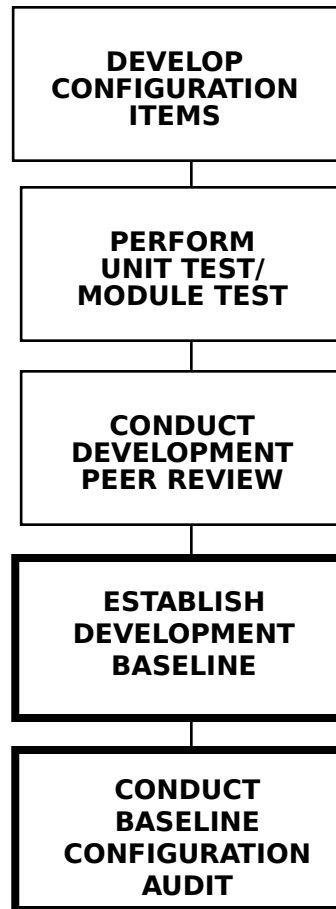 DEVELOP
CONFIGURATION
ITEMS
PERFORM
UNIT TEST/
MODULE TEST
CONDUCT
DEVELOPMENT
PEER REVIEW
ESTABLISH
DEVELOPMENT
BASELINE
CONDUCT
BASELINE
CONFIGURATION
AUDIT